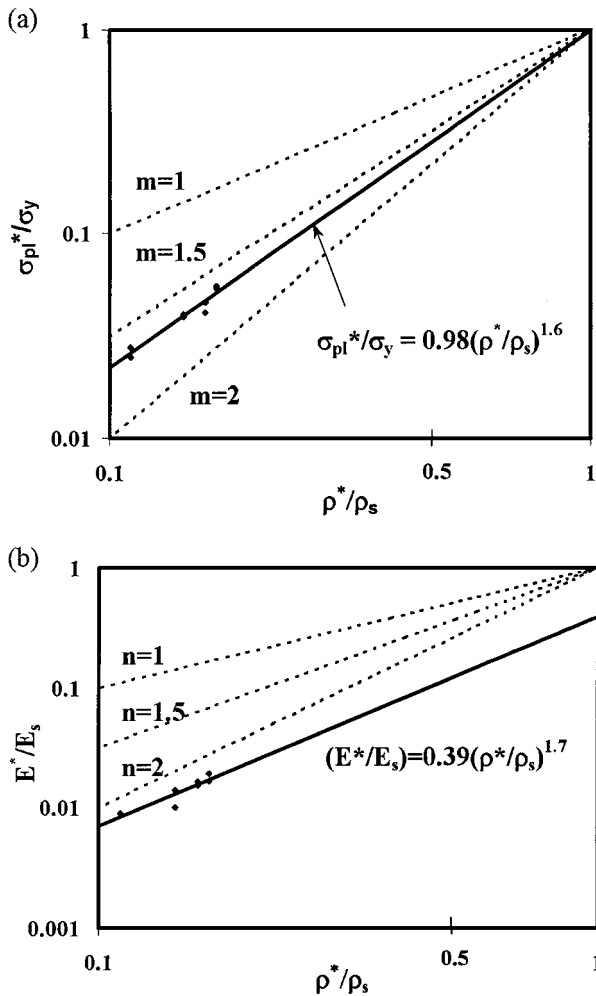 (a)
1
m=1
0.1
m=1.5
σpl*/σy
σpl*/σy = 0.98(ρ*/ρs)^1.6
m=2
0.01
0.1
0.5
1
ρ*/ρs
(b)
1
n=1
0.1
n=1,5
E*/Es
n=2
(E*/Es)=0.39(ρ*/ρs)^1.7
0.01
0.001
0.1
0.5
1
ρ*/ρs